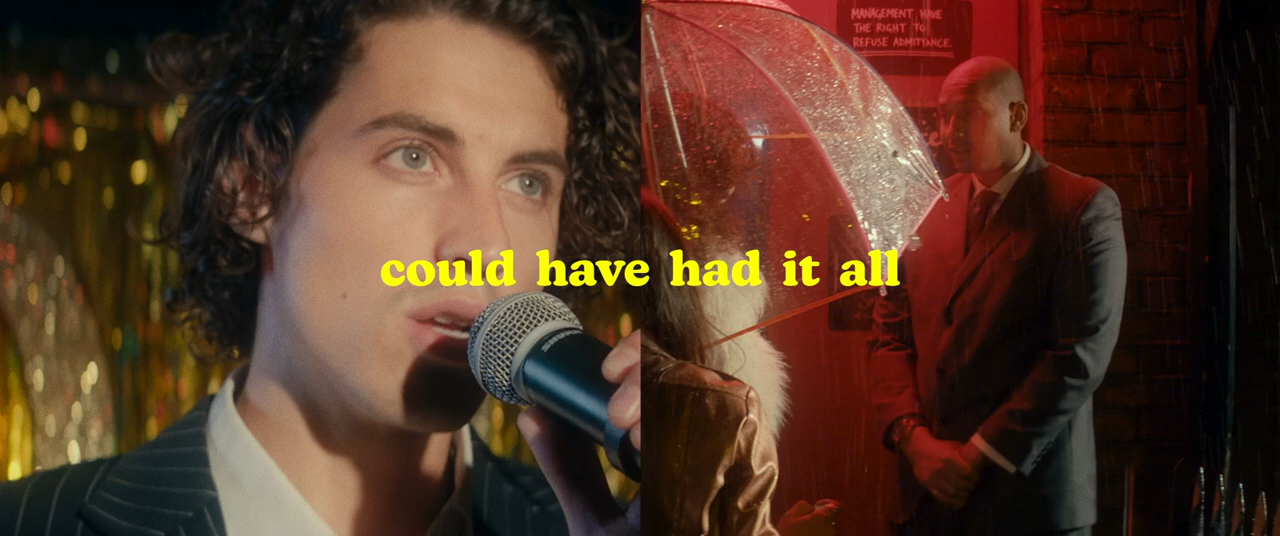 MANAGEMENT HAVE
THE RIGHT TO
REFUSE ADMITTANCE.
could have had it all